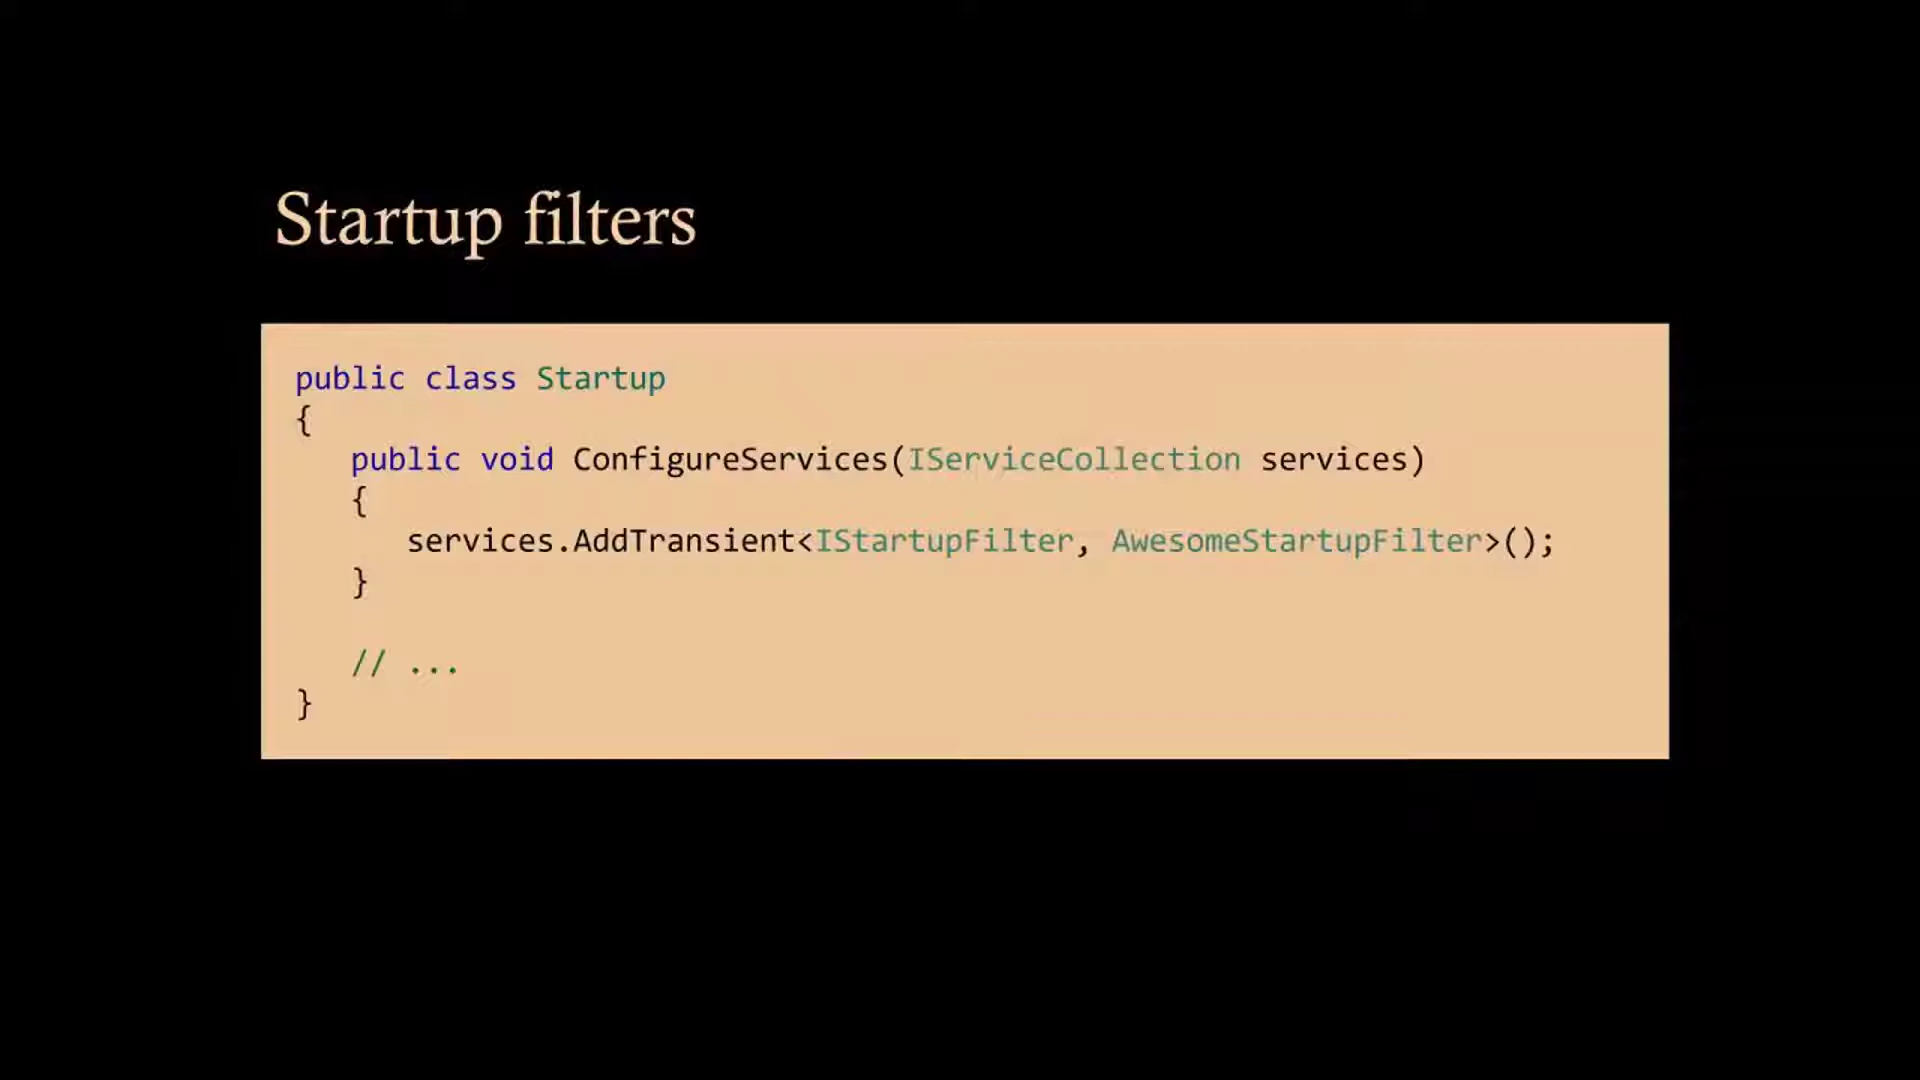 Startup filters
public class Startup
{
public void ConfigureServices(IServiceCollection services)
{
services.AddTransient<IStartupFilter, AwesomeStartupFilter>();
}
// ...
}